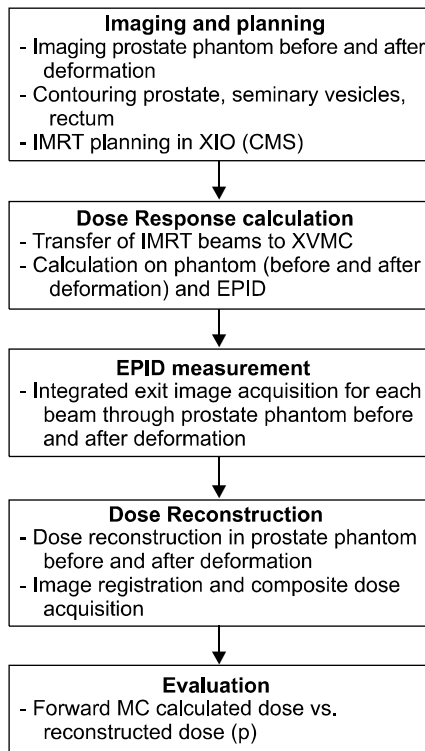 Imaging and planning
- Imaging prostate phantom before and after
deformation
- Contouring prostate, seminary vesicles,
rectum
- IMRT planning in XIO (CMS)
Dose Response calculation
- Transfer of IMRT beams to XVMC
- Calculation on phantom (before and after
deformation) and EPID
EPID measurement
- Integrated exit image acquisition for each
beam through prostate phantom before
and after deformation
Dose Reconstruction
- Dose reconstruction in prostate phantom
before and after deformation
- Image registration and composite dose
acquisition
Evaluation
- Forward MC calculated dose vs.
reconstructed dose (p)